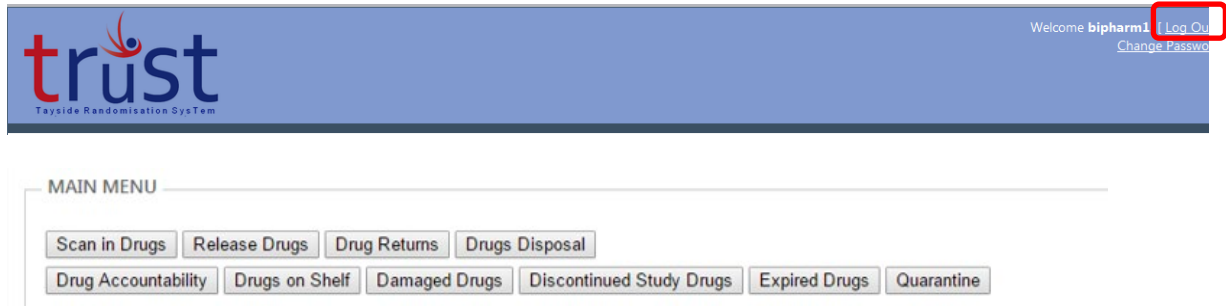 Welcome bipharm1 [ Log Ou
Change Passwo
trust
Tayside Randomisation SysTem
MAIN MENU
Scan in Drugs Release Drugs Drug Returns Drugs Disposal
Drug Accountability Drugs on Shelf Damaged Drugs Discontinued Study Drugs Expired Drugs Quarantine